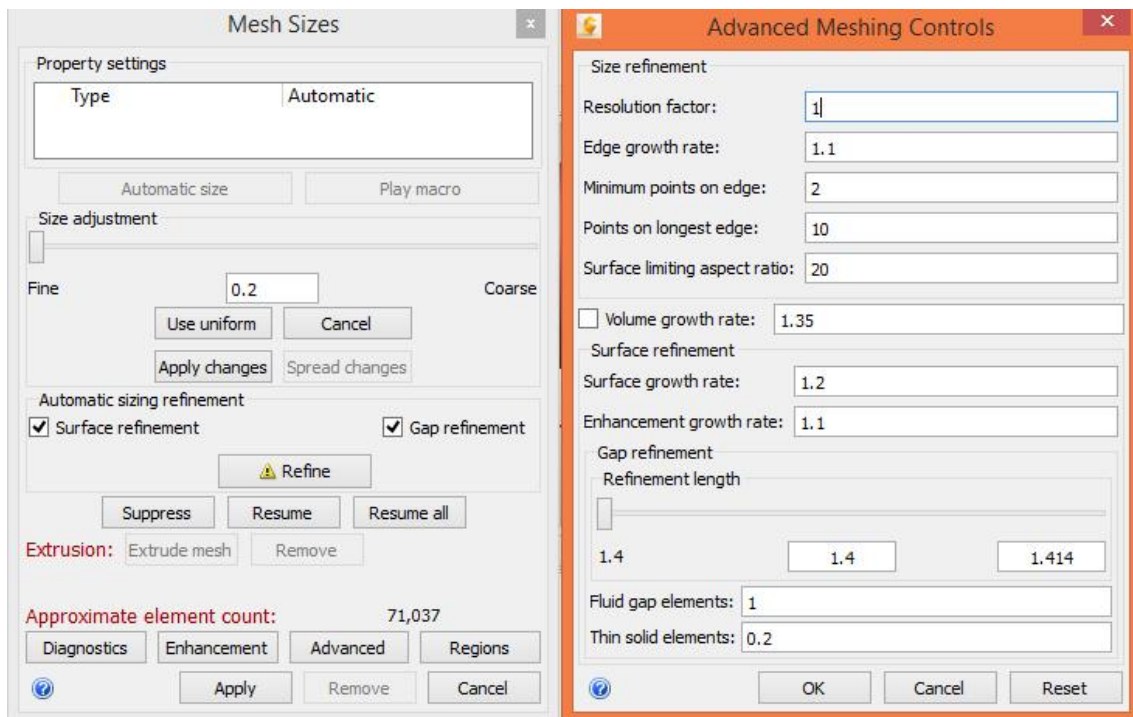 Mesh Sizes
x
Property settings
Type Automatic
Automatic size Play macro
Size adjustment
Fine 0.2 Coarse
Use uniform Cancel
Apply changes Spread changes
Automatic sizing refinement
Surface refinement Gap refinement
Refine
Suppress Resume Resume all
Extrusion: Extrude mesh Remove
Approximate element count: 71,037
Diagnostics Enhancement Advanced Regions
? Apply Remove Cancel
Advanced Meshing Controls
x
Size refinement
Resolution factor: 1
Edge growth rate: 1.1
Minimum points on edge: 2
Points on longest edge: 10
Surface limiting aspect ratio: 20
Volume growth rate: 1.35
Surface refinement
Surface growth rate: 1.2
Enhancement growth rate: 1.1
Gap refinement
Refinement length
1.4 1.4 1.414
Fluid gap elements: 1
Thin solid elements: 0.2
? OK Cancel Reset